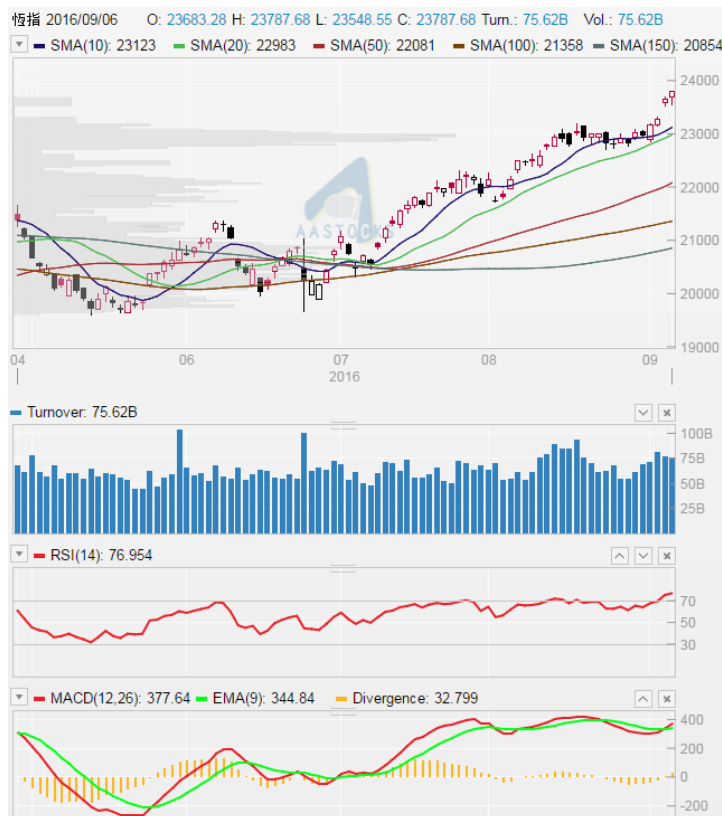 恆指 2016/09/06 O: 23683.28 H: 23787.68 L: 23548.55 C: 23787.68 Turn.: 75.62B Vol.: 75.62B
SMA(10): 23123 SMA(20): 22983 SMA(50): 22081 SMA(100): 21358 SMA(150): 20854
24000
23000
22000
AASTOCK
21000
20000
19000
04 06 07 08 09
2016
Turnover: 75.62B
100B
75B
50B
25B
RSI(14): 76.954
70
50
30
MACD(12,26): 377.64 EMA(9): 344.84 Divergence: 32.799
400
200
0
-200